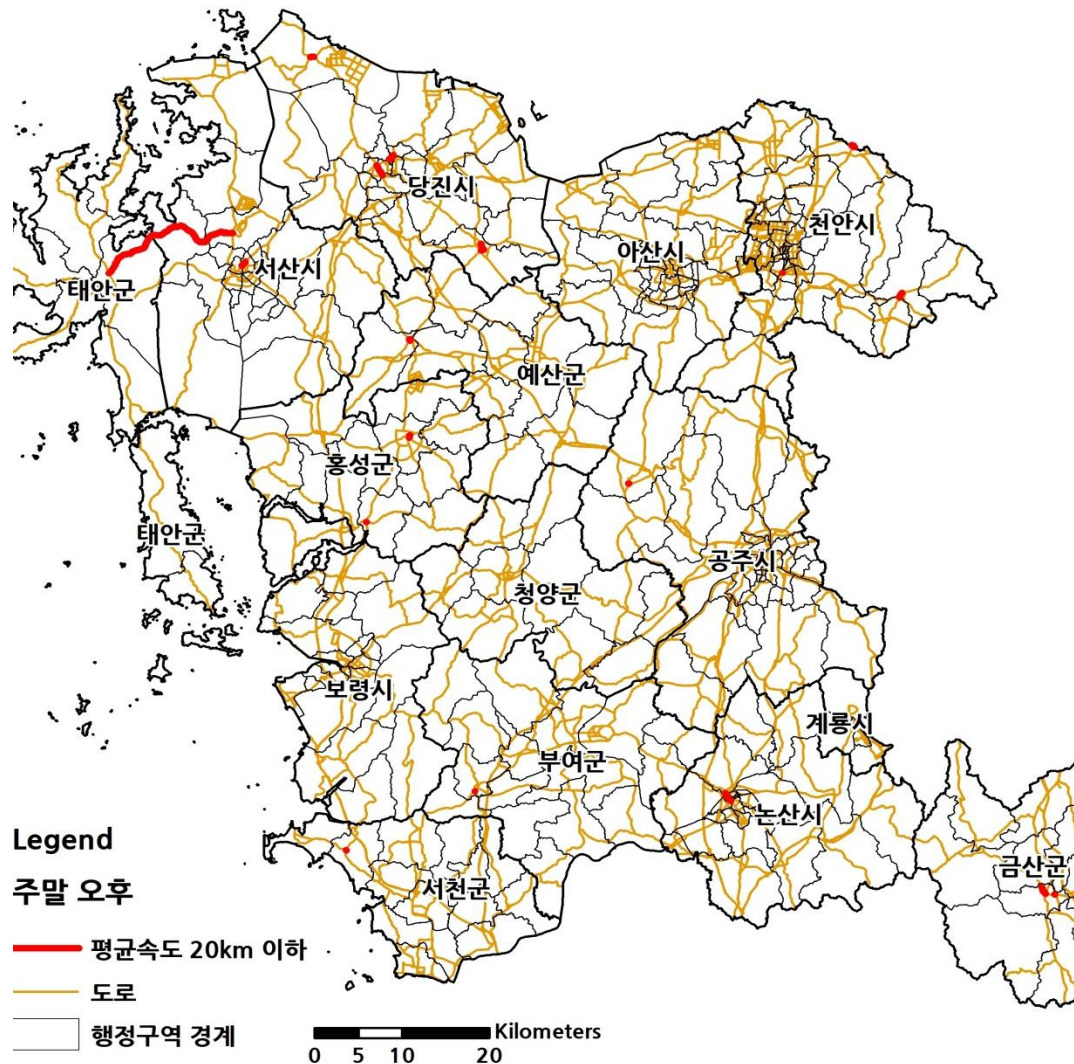 당진시
천안시
아산시
서산시
태안군
예산군
홍성군
태안군
공주시
청양군
보령시
계룡시
부여군
논산시
금산군
서천군
Legend
주말 오후
평균속도 20km 이하
도로
행정구역 경계
Kilometers
0 5 10 20